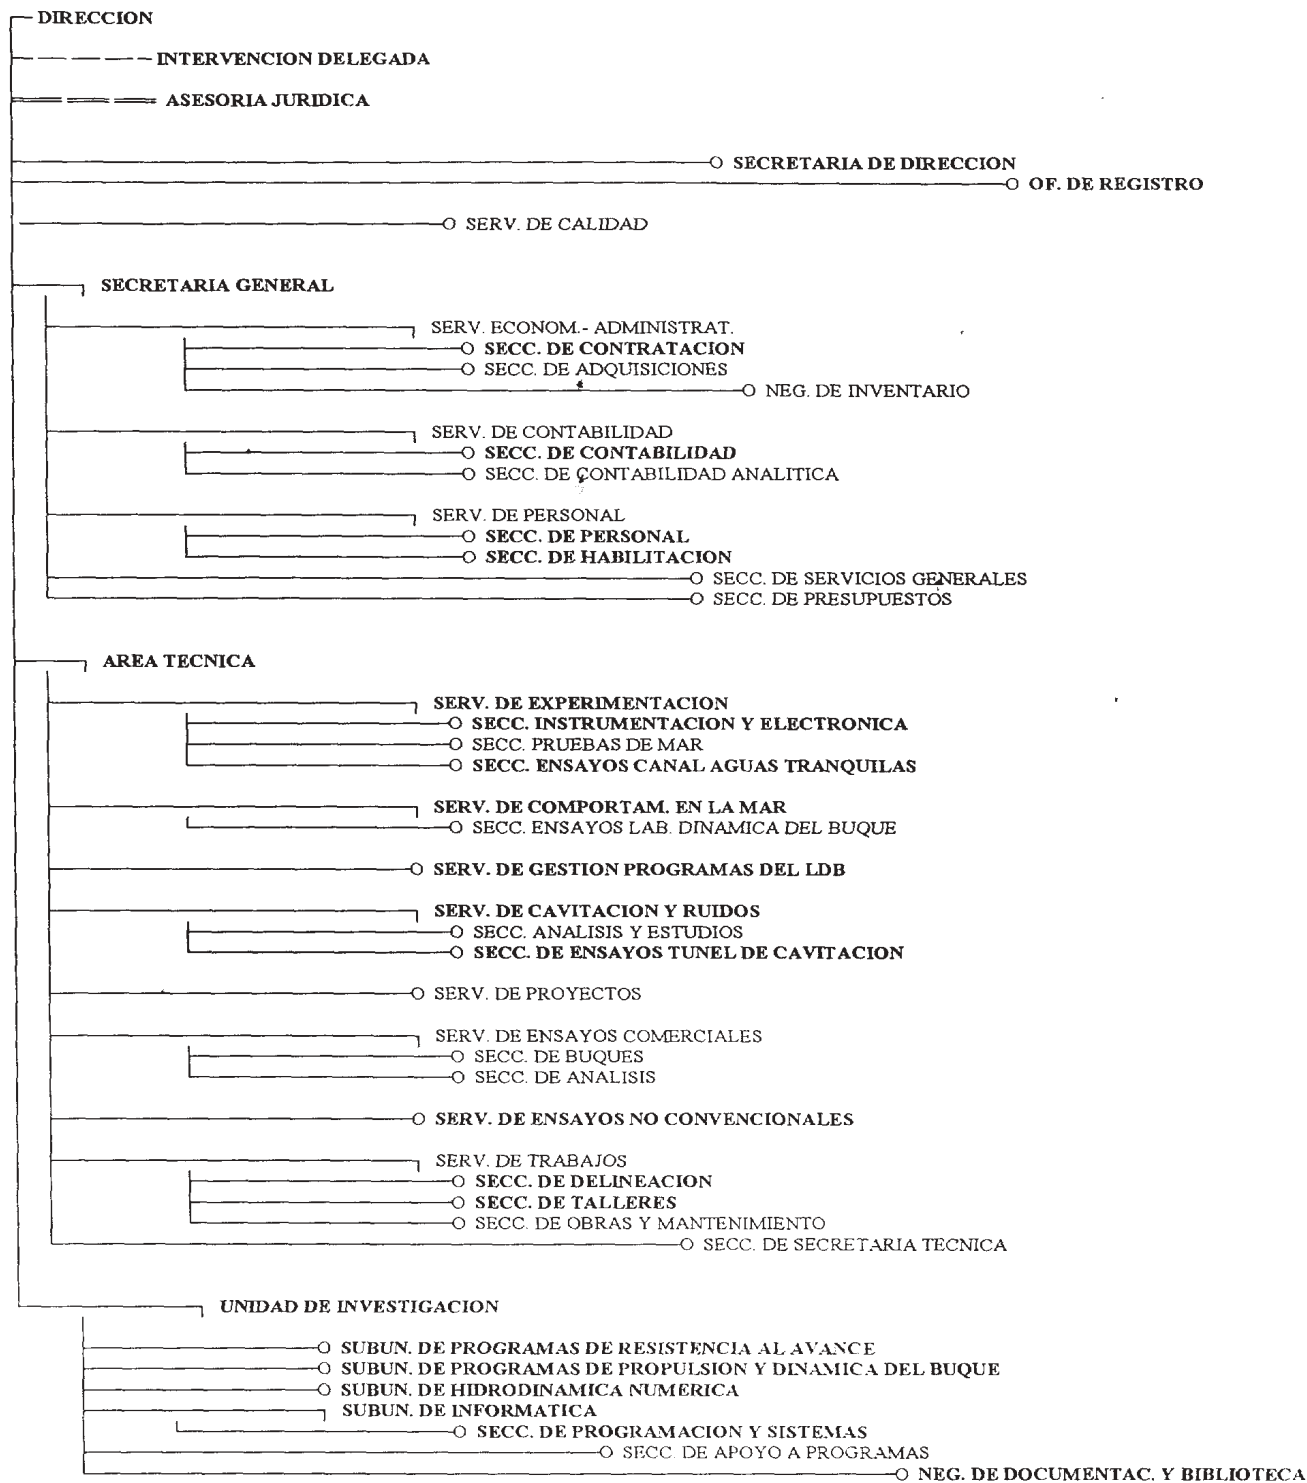 DIRECCION
INTERVENCION DELEGADA
ASESORIA JURIDICA
SECRETARIA DE DIRECCION
OF. DE REGISTRO
SERV. DE CALIDAD
SECRETARIA GENERAL
SERV. ECONOM.- ADMINISTRAT.
SECC. DE CONTRATACION
SECC. DE ADQUISICIONES
NEG. DE INVENTARIO
SERV. DE CONTABILIDAD
SECC. DE CONTABILIDAD
SECC. DE CONTABILIDAD ANALITICA
SERV. DE PERSONAL
SECC. DE PERSONAL
SECC. DE HABILITACION
SECC. DE SERVICIOS GENERALES
SECC. DE PRESUPUESTOS
AREA TECNICA
SERV. DE EXPERIMENTACION
SECC. INSTRUMENTACION Y ELECTRONICA
SECC. PRUEBAS DE MAR
SECC. ENSAYOS CANAL AGUAS TRANQUILAS
SERV. DE COMPORTAM. EN LA MAR
SECC. ENSAYOS LAB. DINAMICA DEL BUQUE
SERV. DE GESTION PROGRAMAS DEL LDB
SERV. DE CAVITACION Y RUIDOS
SECC. ANALISIS Y ESTUDIOS
SECC. DE ENSAYOS TUNEL DE CAVITACION
SERV. DE PROYECTOS
SERV. DE ENSAYOS COMERCIALES
SECC. DE BUQUES
SECC. DE ANALISIS
SERV. DE ENSAYOS NO CONVENCIONALES
SERV. DE TRABAJOS
SECC. DE DELINEACION
SECC. DE TALLERES
SECC. DE OBRAS Y MANTENIMIENTO
SECC. DE SECRETARIA TECNICA
UNIDAD DE INVESTIGACION
SUBUN. DE PROGRAMAS DE RESISTENCIA AL AVANCE
SUBUN. DE PROGRAMAS DE PROPULSION Y DINAMICA DEL BUQUE
SUBUN. DE HIDRODINAMICA NUMERICA
SUBUN. DE INFORMATICA
SECC. DE PROGRAMACION Y SISTEMAS
SECC. DE APOYO A PROGRAMAS
NEG. DE DOCUMENTAC. Y BIBLIOTECA